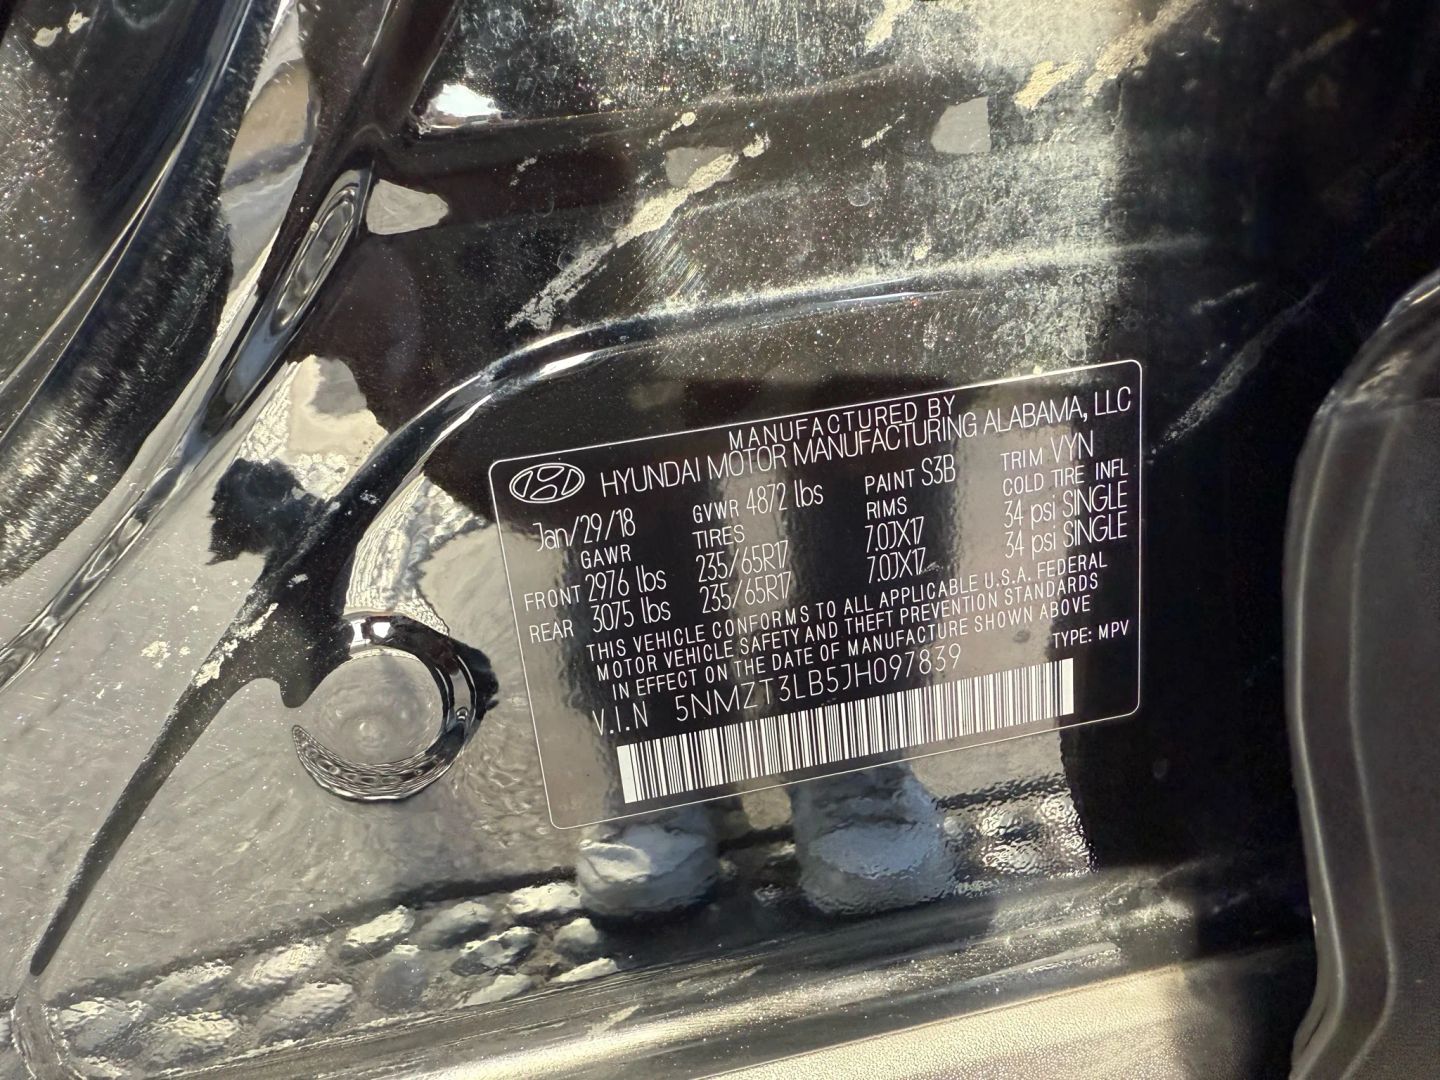 MANUFACTURED BY
HYUNDAI MOTOR MANUFACTURING ALABAMA, LLC
Jan/29/18 GVWR 4872 lbs PAINT S3B TRIM VYN
GAWR TIRES RIMS COLD TIRE INFL
FRONT 2976 lbs 235/65R17 7.0JX17 34 psi SINGLE
REAR 3075 lbs 235/65R17 7.0JX17 34 psi SINGLE
THIS VEHICLE CONFORMS TO ALL APPLICABLE U.S.A. FEDERAL
MOTOR VEHICLE SAFETY AND THEFT PREVENTION STANDARDS
IN EFFECT ON THE DATE OF MANUFACTURE SHOWN ABOVE
V.I.N 5NMZT3LB5JH097839 TYPE: MPV